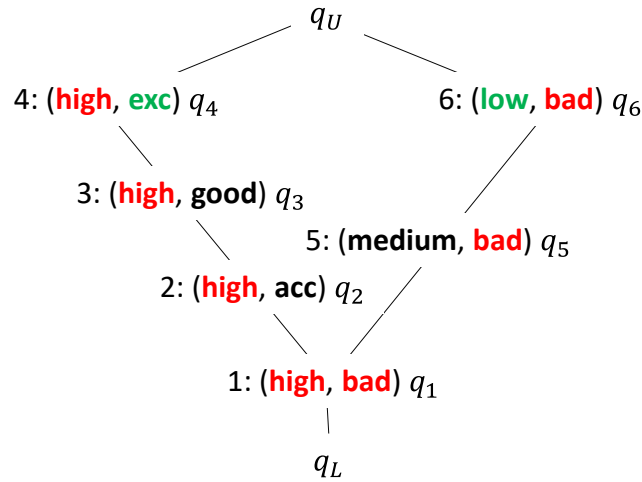 q_U
4: (high, exc) q_4
6: (low, bad) q_6
3: (high, good) q_3
5: (medium, bad) q_5
2: (high, acc) q_2
1: (high, bad) q_1
q_L